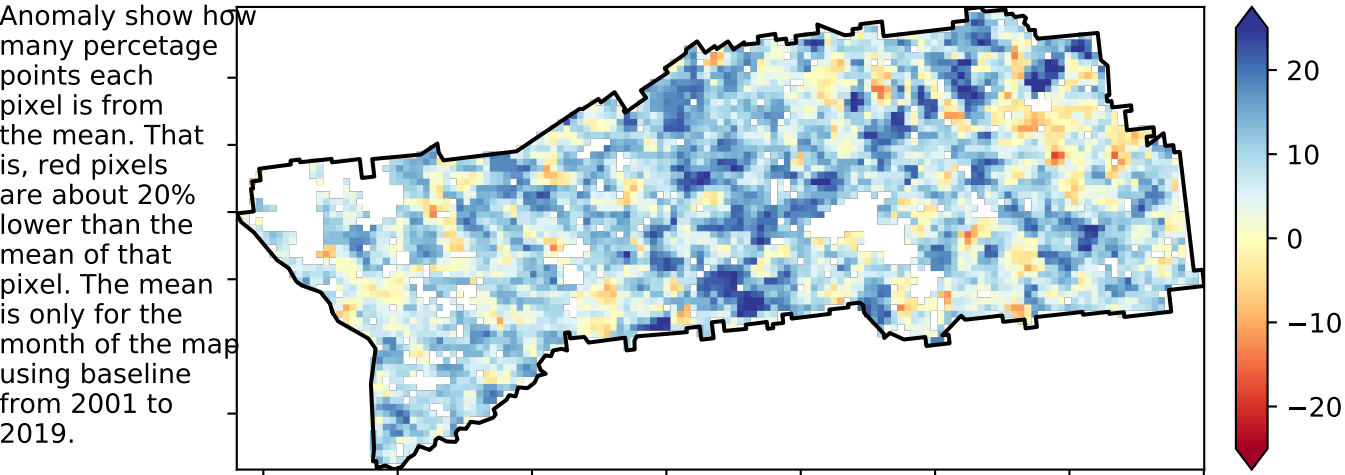 Anomaly show how
many percetage
points each
pixel is from
the mean. That
is, red pixels
are about 20%
lower than the
mean of that
pixel. The mean
is only for the
month of the map
using baseline
from 2001 to
2019.
20
10
0
−10
−20